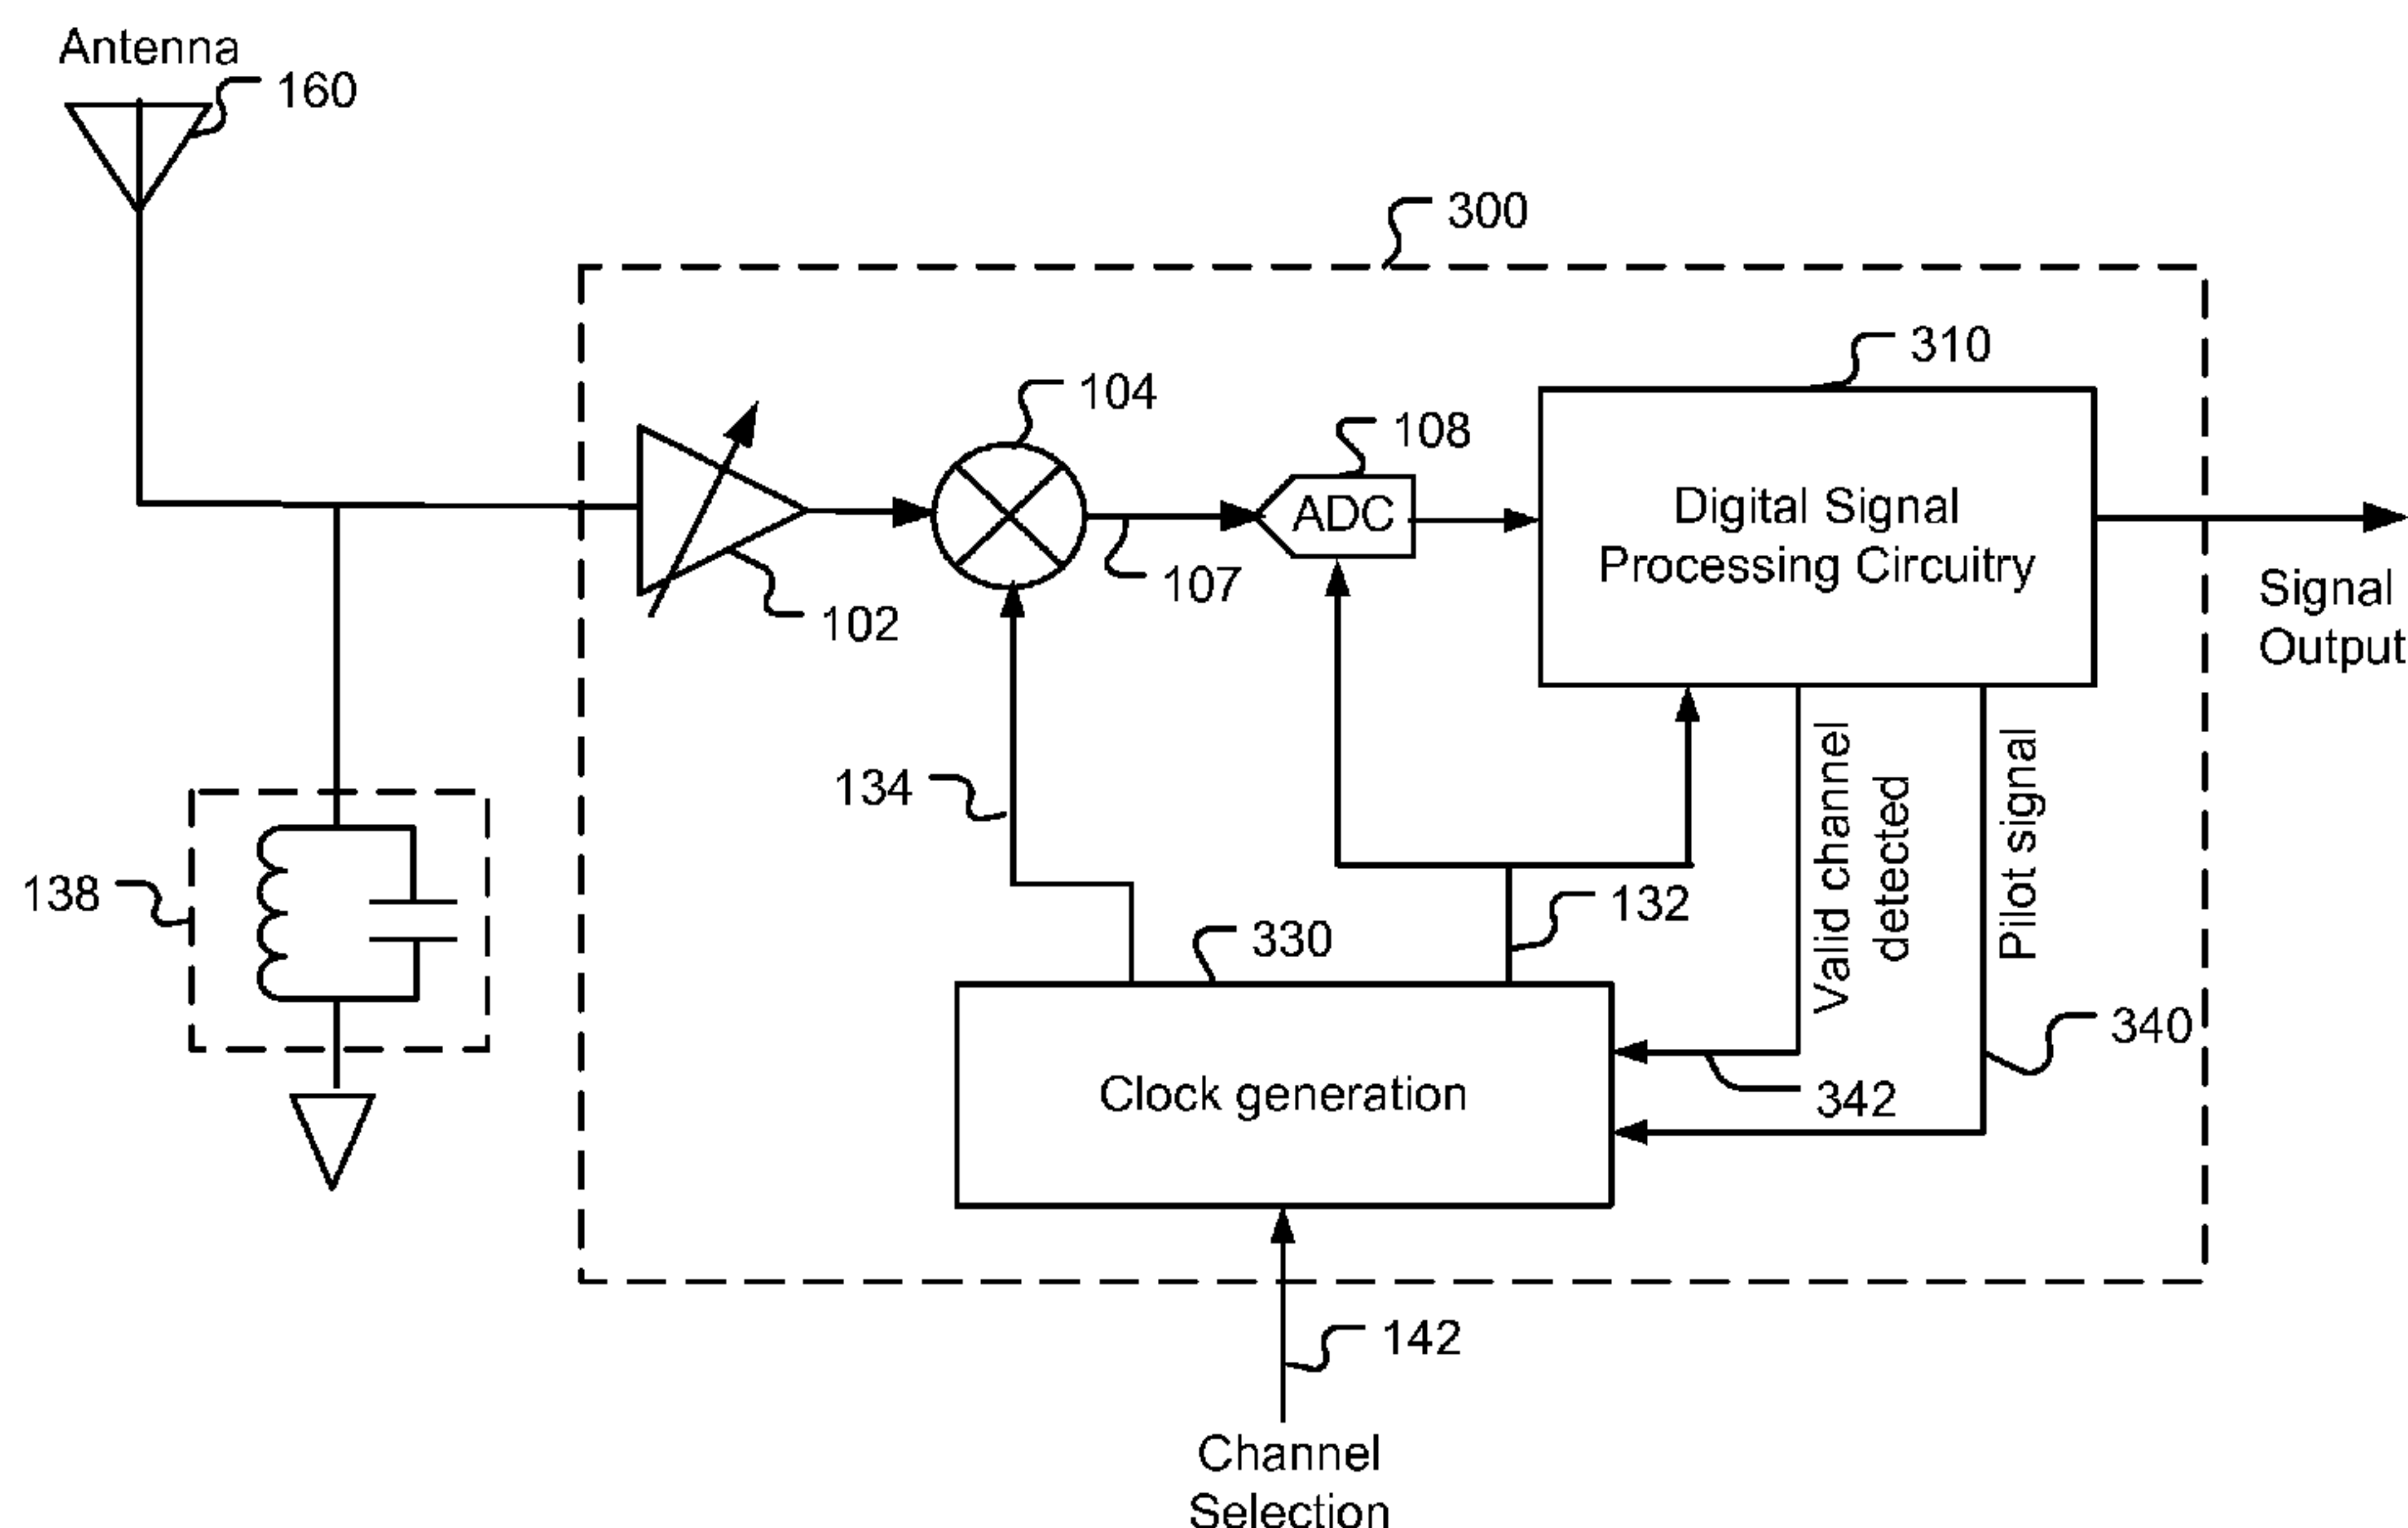 Antenna
160
300
310
104
108
ADC
Digital Signal
Processing Circuitry
107
102
Signal
Output
134
Valid channel
detected
Pilot signal
138
132
330
340
Clock generation
342
142
Channel
Selection